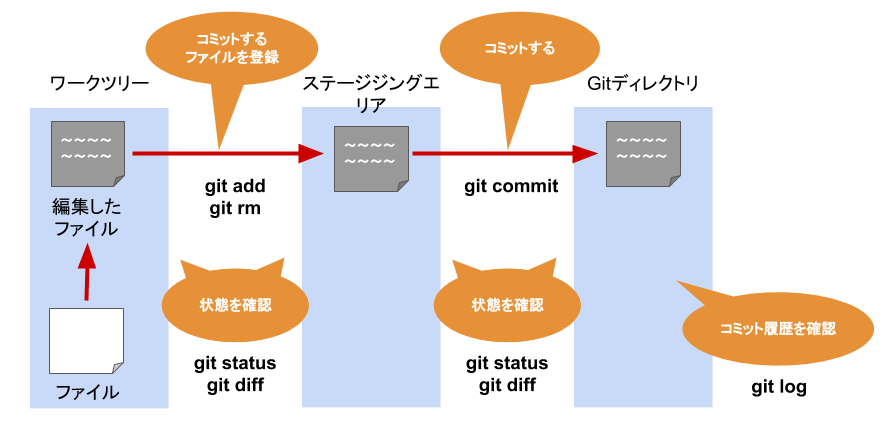 コミットする
ファイルを登録
コミットする
ワークツリー
ステージジングエ
リア
Gitディレクトリ
~~~~
~~~~
~~~~
~~~~
~~~~
~~~~
git add
git rm
git commit
編集した
ファイル
状態を確認
状態を確認
コミット履歴を確認
git status
git diff
git status
git diff
git log
ファイル